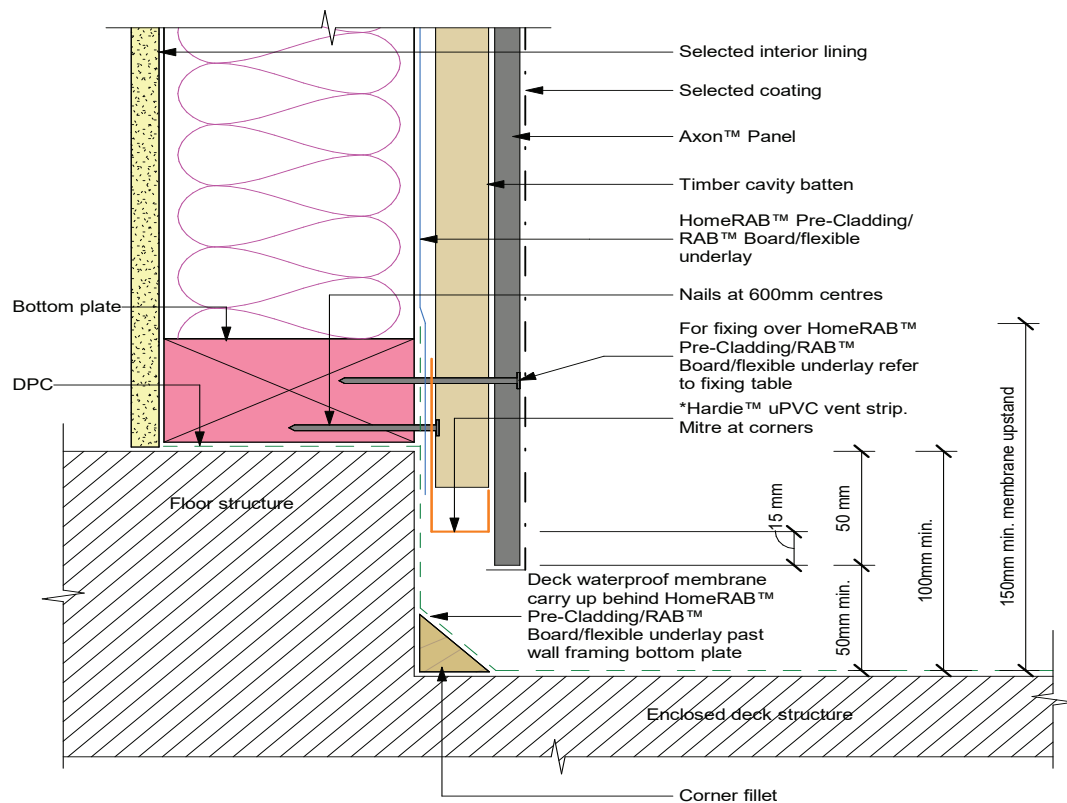 Selected interior lining
Selected coating
Axon™ Panel
Timber cavity batten
HomeRAB™ Pre-Cladding/
RAB™ Board/flexible
underlay
Nails at 600mm centres
Bottom plate
For fixing over HomeRAB™
Pre-Cladding/RAB™
Board/flexible underlay refer
to fixing table
DPC
*Hardie™ uPVC vent strip.
Mitre at corners
Floor structure
15 mm
50 mm
100mm min.
150mm min. membrane upstand
50mm min.
Deck waterproof membrane
carry up behind HomeRAB™
Pre-Cladding/RAB™
Board/flexible underlay past
wall framing bottom plate
Enclosed deck structure
Corner fillet